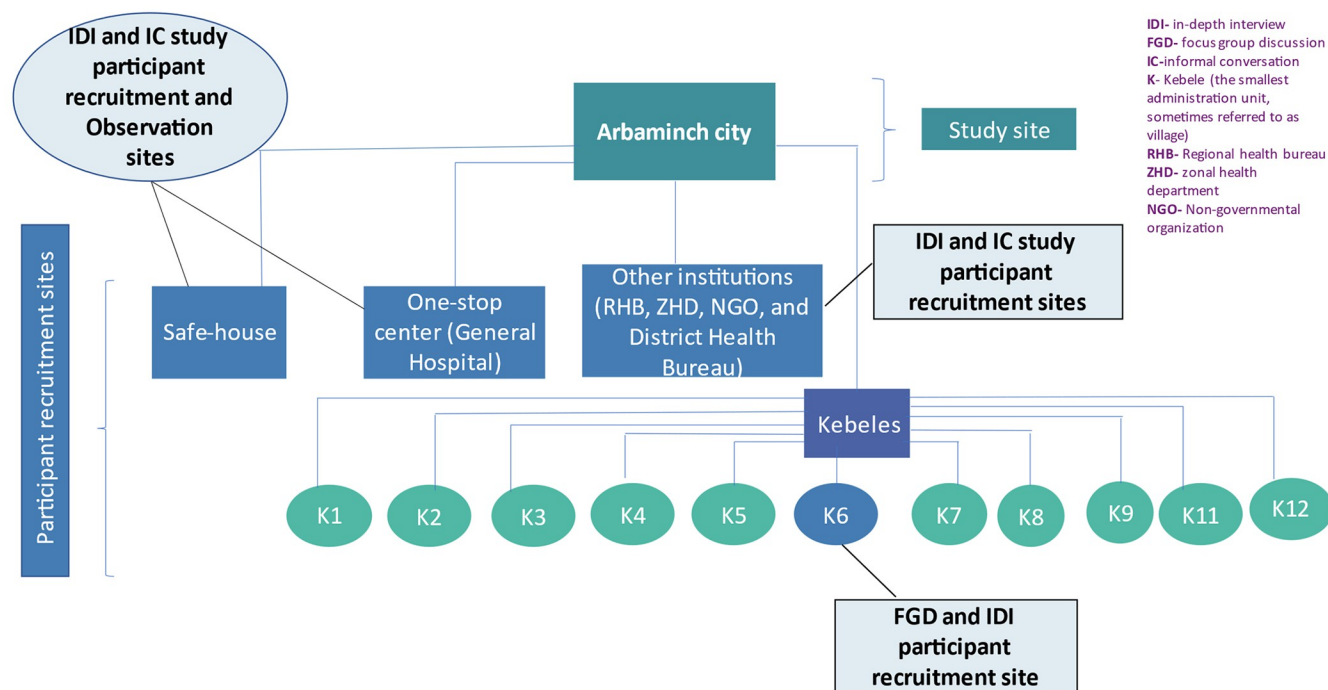 IDI and IC study
participant
recruitment and
Observation
sites
Arbaminch city
Study site
IDI- in-depth interview
FGD- focus group discussion
IC-informal conversation
K- Kebele (the smallest
administration unit,
sometimes referred to as
village)
RHB- Regional health bureau
ZHD- zonal health
department
NGO- Non-governmental
organization
Participant recruitment sites
Safe-house
One-stop
center (General
Hospital)
Other institutions
(RHB, ZHD, NGO, and
District Health
Bureau)
IDI and IC study
participant
recruitment sites
Kebeles
K1
K2
K3
K4
K5
K6
K7
K8
K9
K11
K12
FGD and IDI
participant
recruitment site